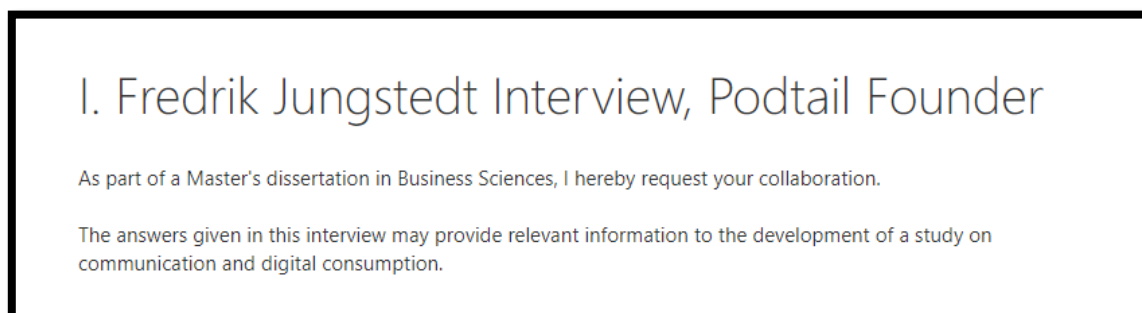 I. Fredrik Jungstedt Interview, Podtail Founder
As part of a Master's dissertation in Business Sciences, I hereby request your collaboration.
The answers given in this interview may provide relevant information to the development of a study on
communication and digital consumption.